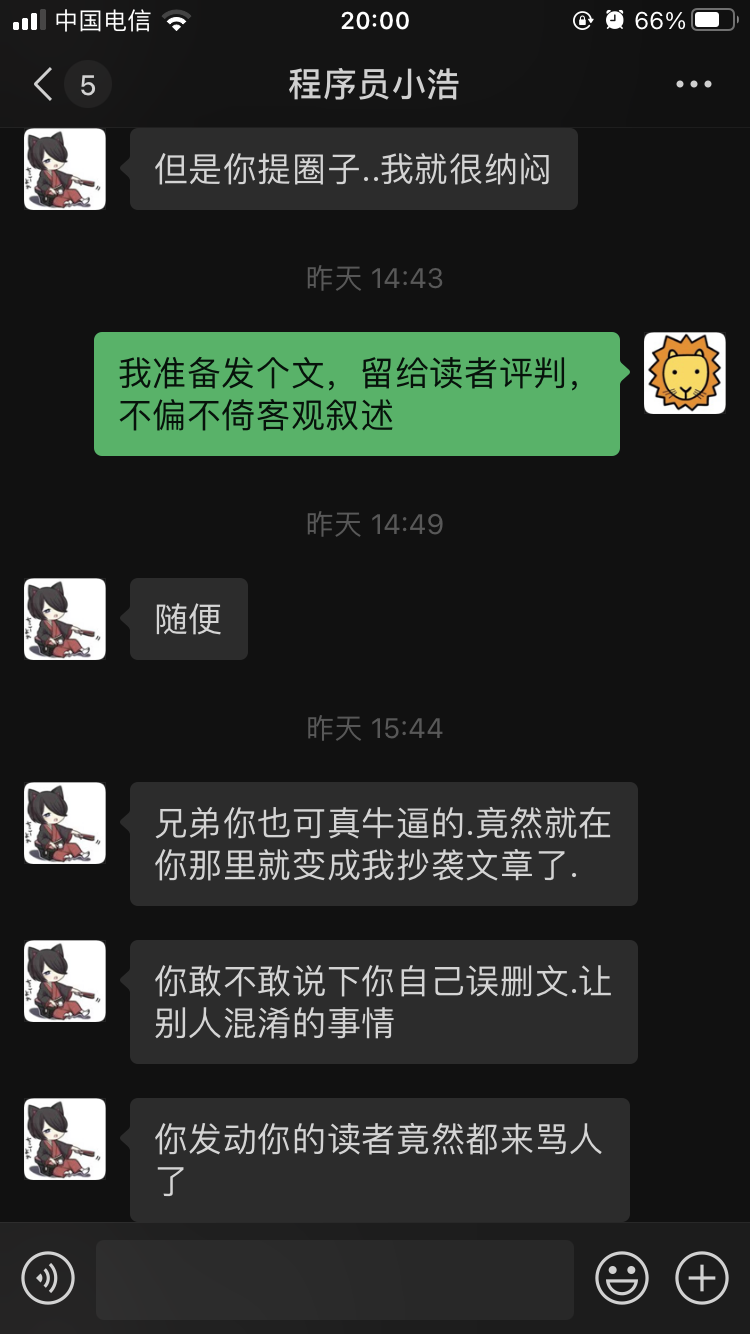 中国电信
20:00
66%
5
程序员小浩
但是你提圈子..我就很纳闷
昨天 14:43
我准备发个文，留给读者评判，
不偏不倚客观叙述
昨天 14:49
随便
昨天 15:44
兄弟你也可真牛逼的.竟然就在
你那里就变成我抄袭文章了.
你敢不敢说下你自己误删文.让
别人混淆的事情
你发动你的读者竟然都来骂人
了